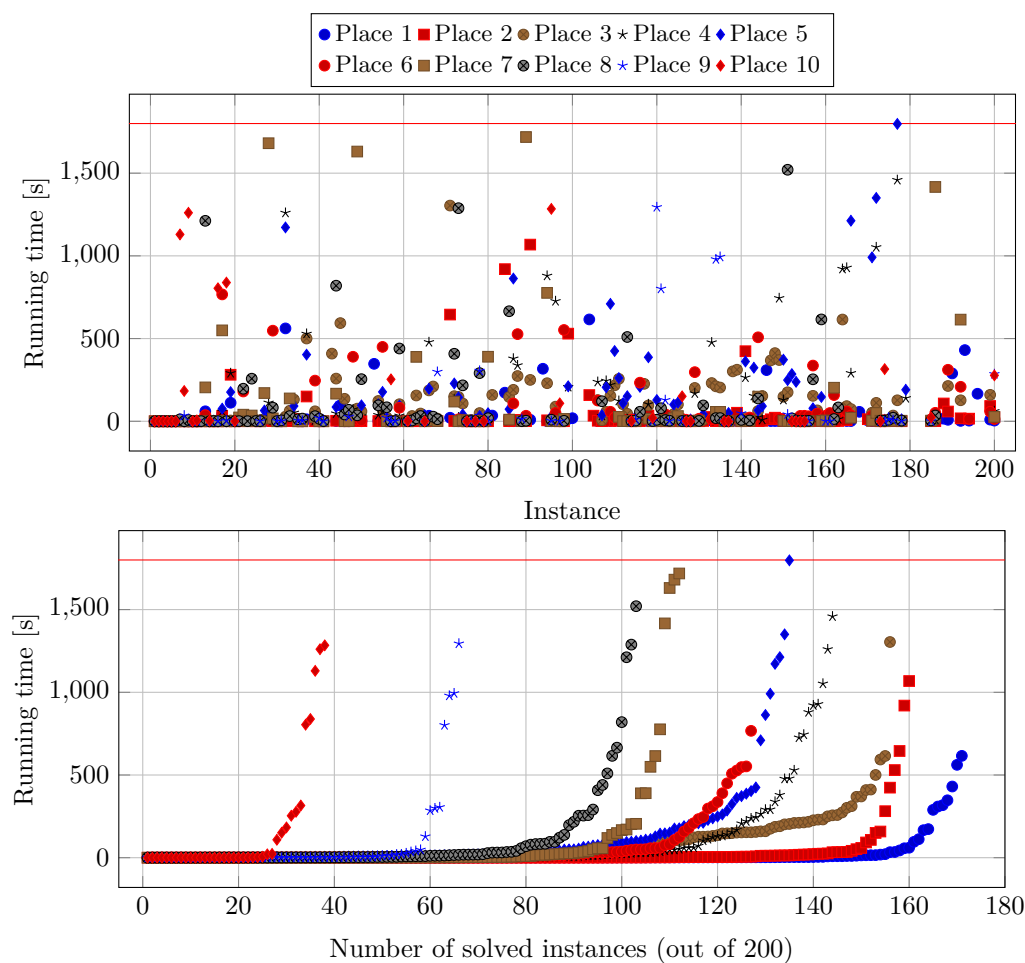 Place 1 Place 2 Place 3 Place 4 Place 5
Place 6 Place 7 Place 8 Place 9 Place 10
Running time [s]
1,500
1,000
500
0
0 20 40 60 80 100 120 140 160 180 200
Instance
Running time [s]
1,500
1,000
500
0
0 20 40 60 80 100 120 140 160 180
Number of solved instances (out of 200)